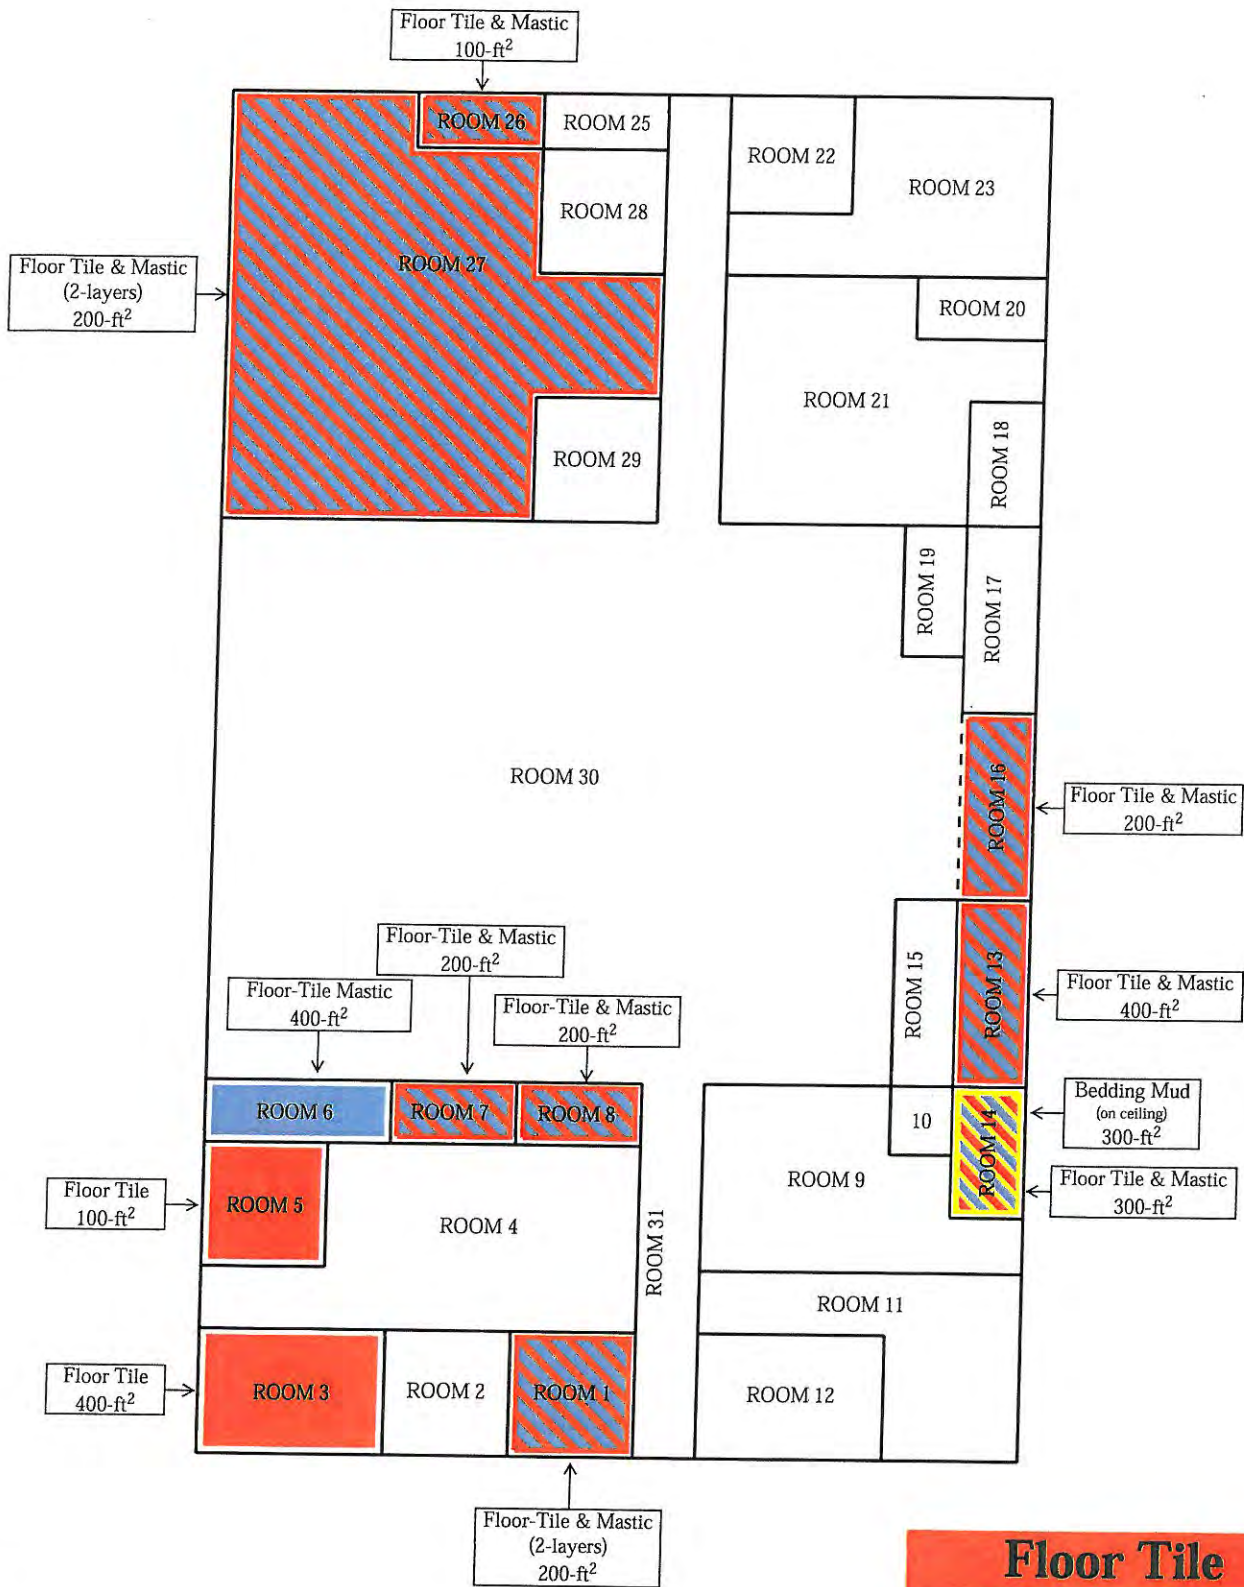 Floor Tile & Mastic
100-ft²
ROOM 26
ROOM 25
ROOM 22
ROOM 23
ROOM 28
ROOM 27
Floor Tile & Mastic
(2-layers)
200-ft²
ROOM 20
ROOM 21
ROOM 18
ROOM 29
ROOM 19
ROOM 17
ROOM 30
ROOM 16
Floor Tile & Mastic
200-ft²
Floor-Tile & Mastic
200-ft²
Floor-Tile Mastic
400-ft²
Floor-Tile & Mastic
200-ft²
ROOM 15
ROOM 13
Floor Tile & Mastic
400-ft²
ROOM 6
ROOM 7
ROOM 8
10
ROOM 14
Bedding Mud
(on ceiling)
300-ft²
Floor Tile & Mastic
300-ft²
Floor Tile
100-ft²
ROOM 5
ROOM 4
ROOM 31
ROOM 9
ROOM 11
Floor Tile
400-ft²
ROOM 3
ROOM 2
ROOM 1
ROOM 12
Floor-Tile & Mastic
(2-layers)
200-ft²
Floor Tile